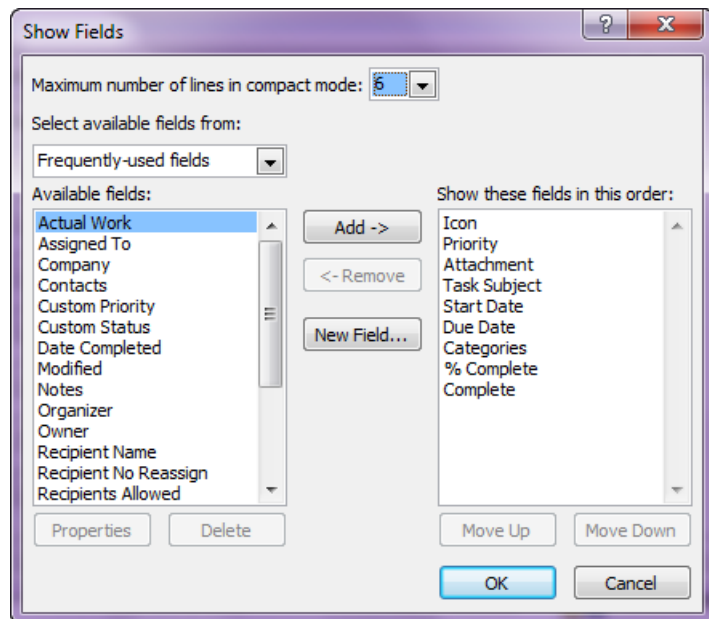 Show Fields
?
X
Maximum number of lines in compact mode: 6
Select available fields from:
Frequently-used fields
Available fields:
Actual Work
Assigned To
Company
Contacts
Custom Priority
Custom Status
Date Completed
Modified
Notes
Organizer
Owner
Recipient Name
Recipient No Reassign
Recipients Allowed
Properties
Delete
Add ->
<- Remove
New Field...
Show these fields in this order:
Icon
Priority
Attachment
Task Subject
Start Date
Due Date
Categories
% Complete
Complete
Move Up
Move Down
OK
Cancel